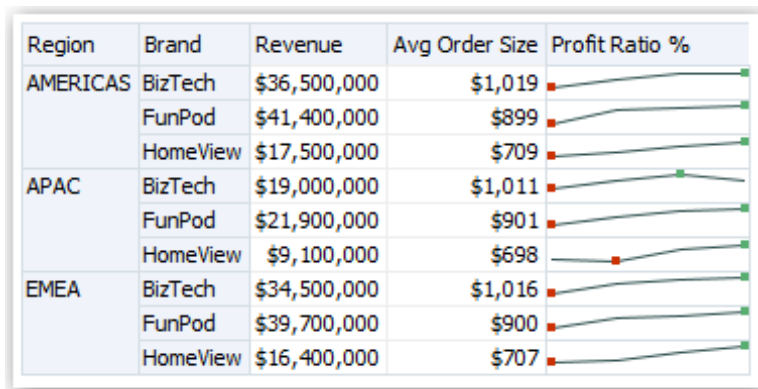 Region Brand Revenue Avg Order Size Profit Ratio %
AMERICAS BizTech $36,500,000 $1,019
FunPod $41,400,000 $899
HomeView $17,500,000 $709
APAC BizTech $19,000,000 $1,011
FunPod $21,900,000 $901
HomeView $9,100,000 $698
EMEA BizTech $34,500,000 $1,016
FunPod $39,700,000 $900
HomeView $16,400,000 $707